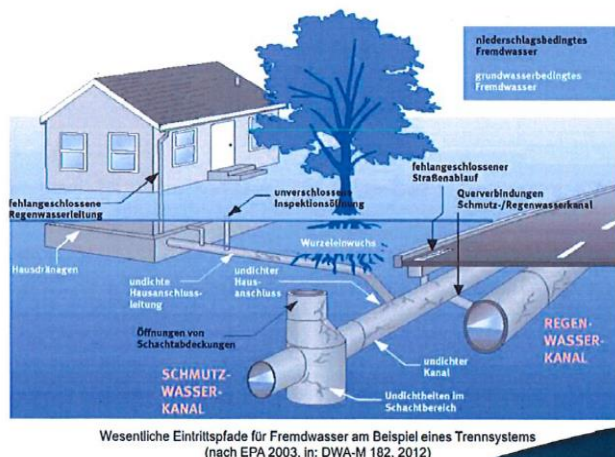 niederschlagsbedingtes
Fremdwasser
grundwasserbedingtes
Fremdwasser
fehlangeschlossener
Straßenablauf
Querverbindungen
Schmutz-/Regenwasserkanal
fehlangeschlossene
Regenwasserleitung
unverschlossene
Inspektionsöffnung
Wurzeleinwuchs
Hausdränagen
undichte
Hausanschluss-
leitung
undichter
Haus-
anschluss
Öffnungen von
Schachtabdeckungen
REGEN-
WASSER-
KANAL
undichter
Kanal
SCHMUTZ-
WASSER-
KANAL
Undichtheiten im
Schachtbereich
Wesentliche Eintrittspfade für Fremdwasser am Beispiel eines Trennsystems
(nach EPA 2003, in: DWA-M 182, 2012)